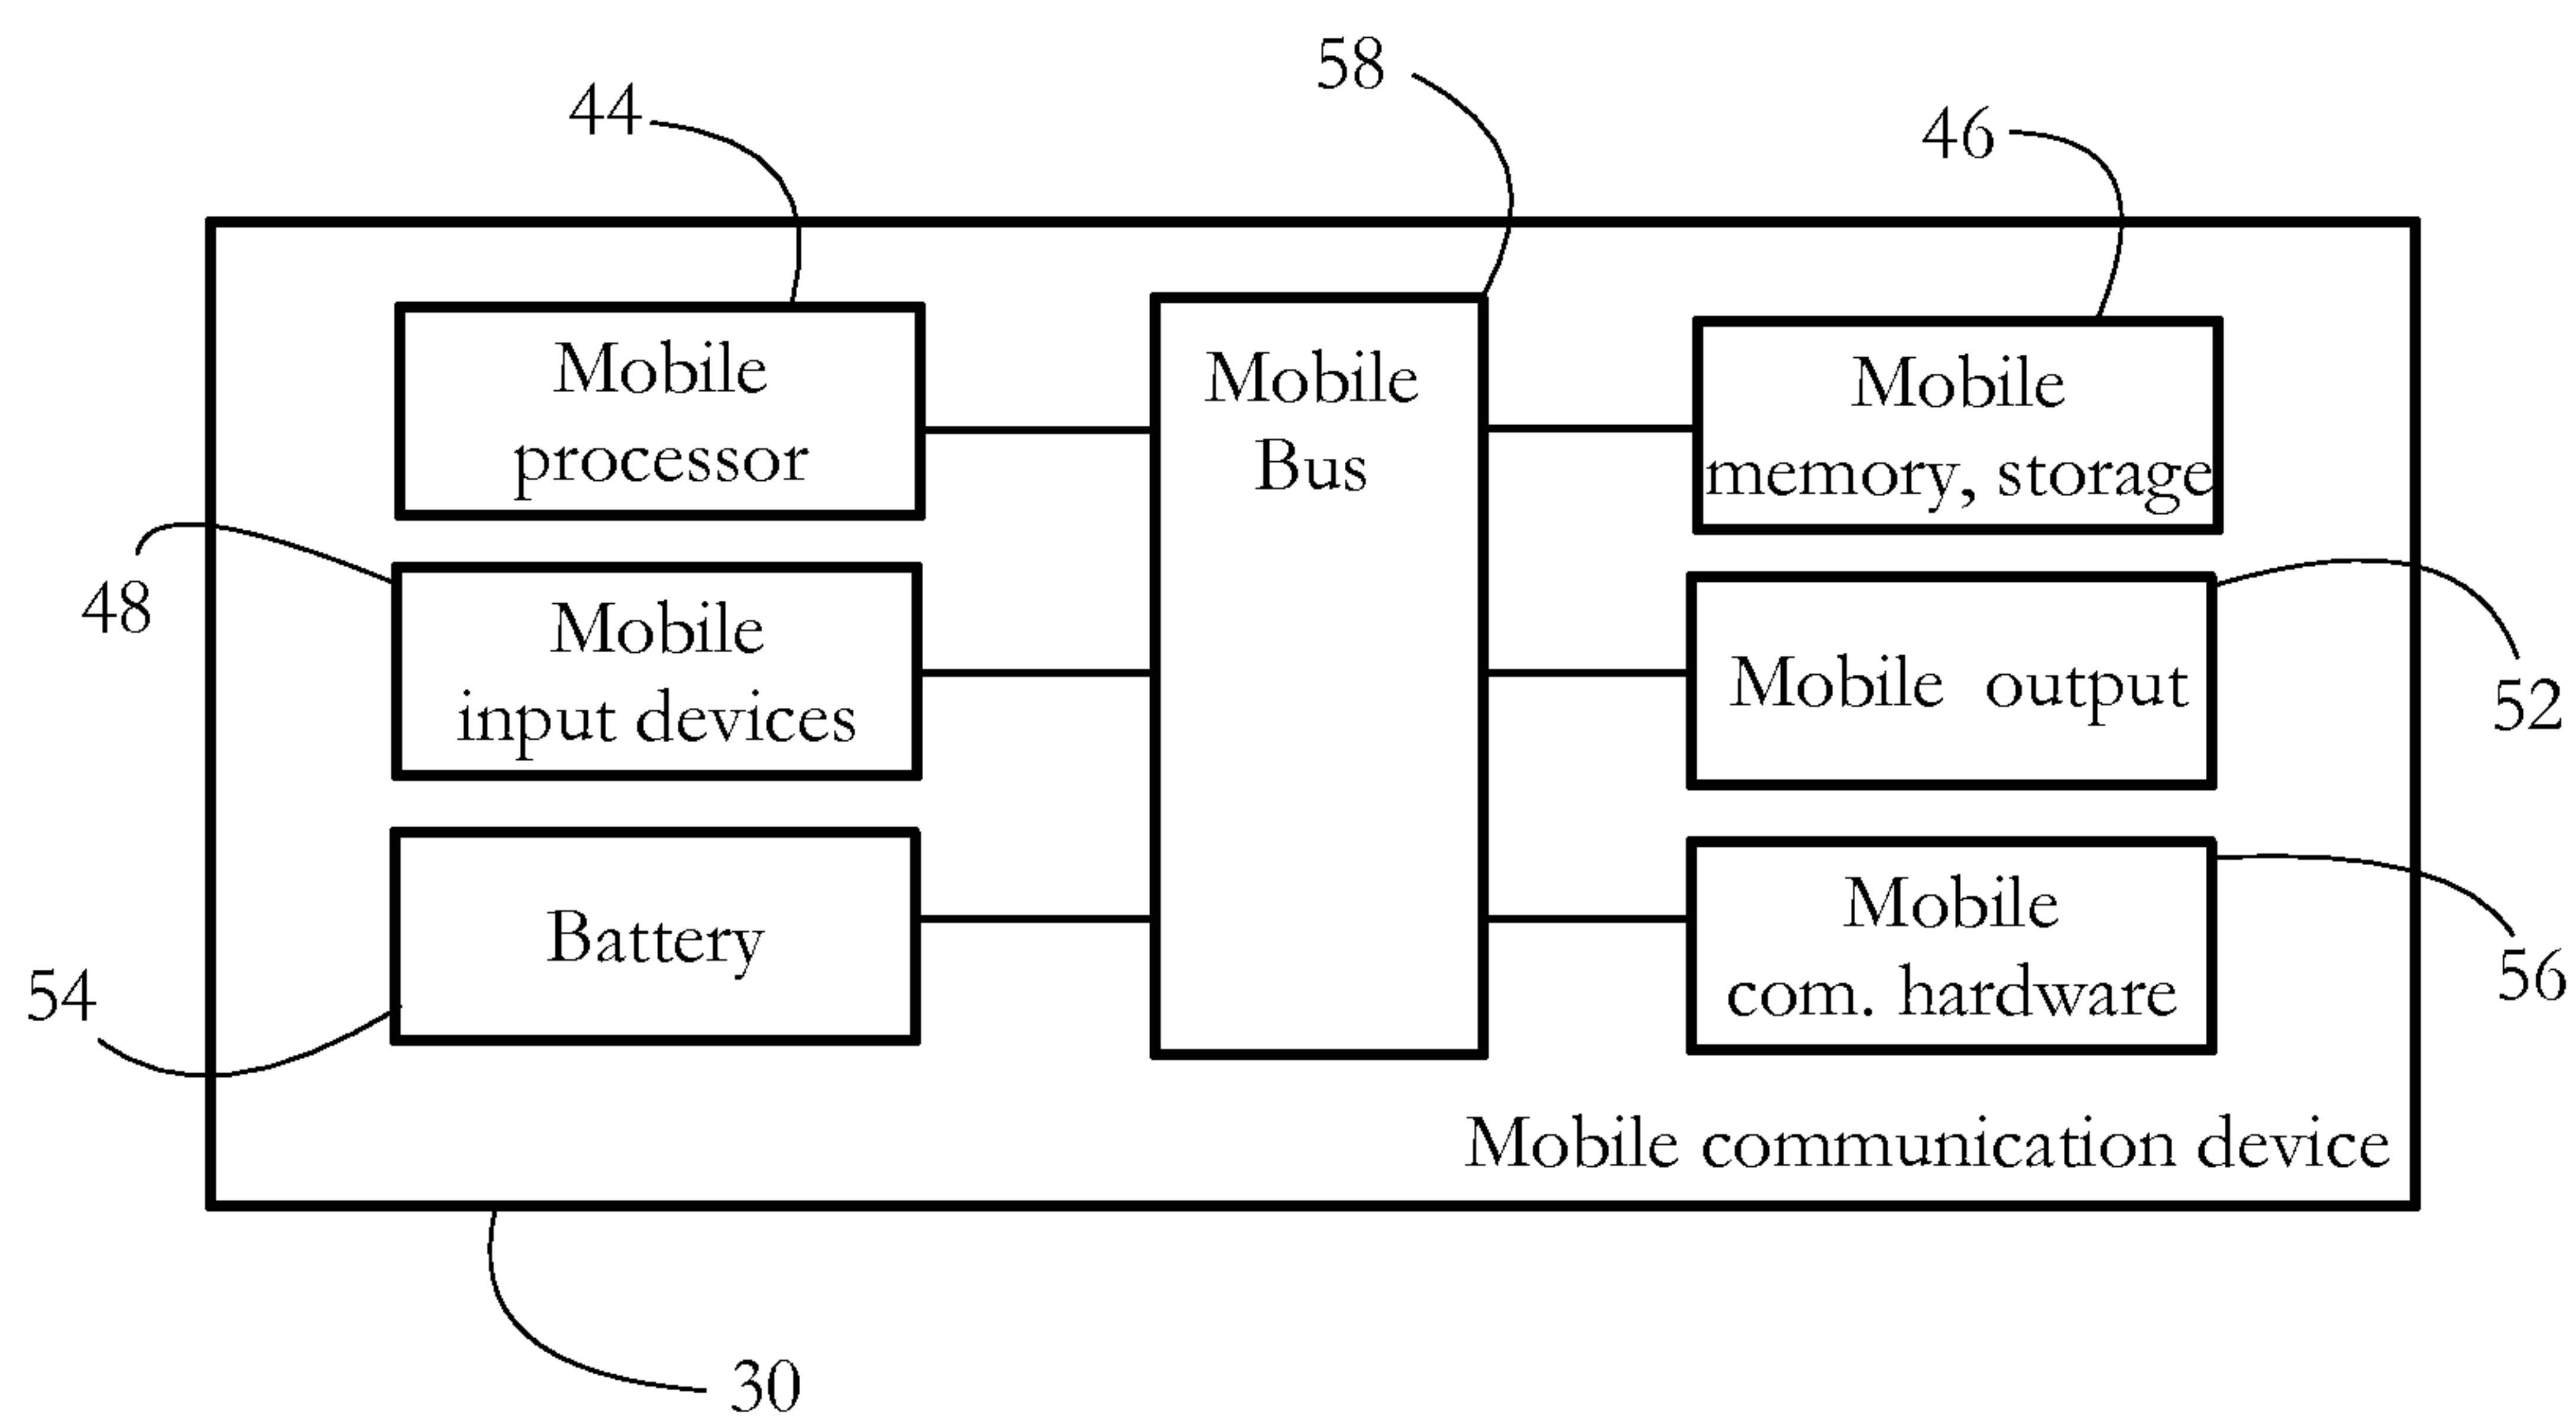 58
44
46
Mobile
processor
Mobile
Bus
Mobile
memory, storage
48
Mobile
input devices
Mobile output
52
54
Battery
Mobile
com. hardware
56
Mobile communication device
30